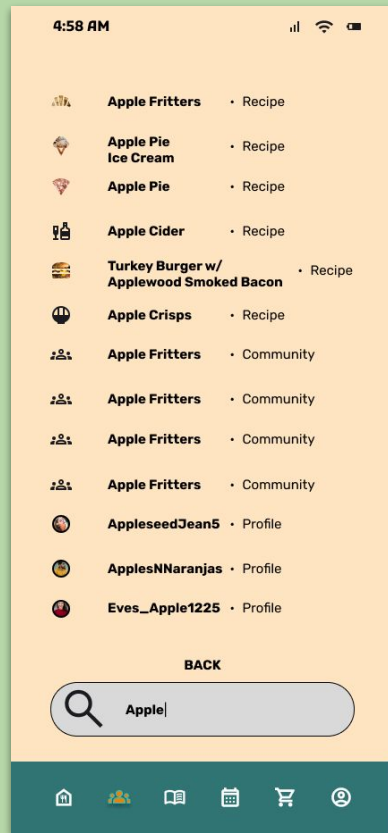 4:58 AM
Apple Fritters • Recipe
Apple Pie
Ice Cream • Recipe
Apple Pie • Recipe
Apple Cider • Recipe
Turkey Burger w/
Applewood Smoked Bacon • Recipe
Apple Crisps • Recipe
Apple Fritters • Community
Apple Fritters • Community
Apple Fritters • Community
Apple Fritters • Community
AppleseedJean5 • Profile
ApplesNNaranjas • Profile
Eves_Apple1225 • Profile
BACK
Apple